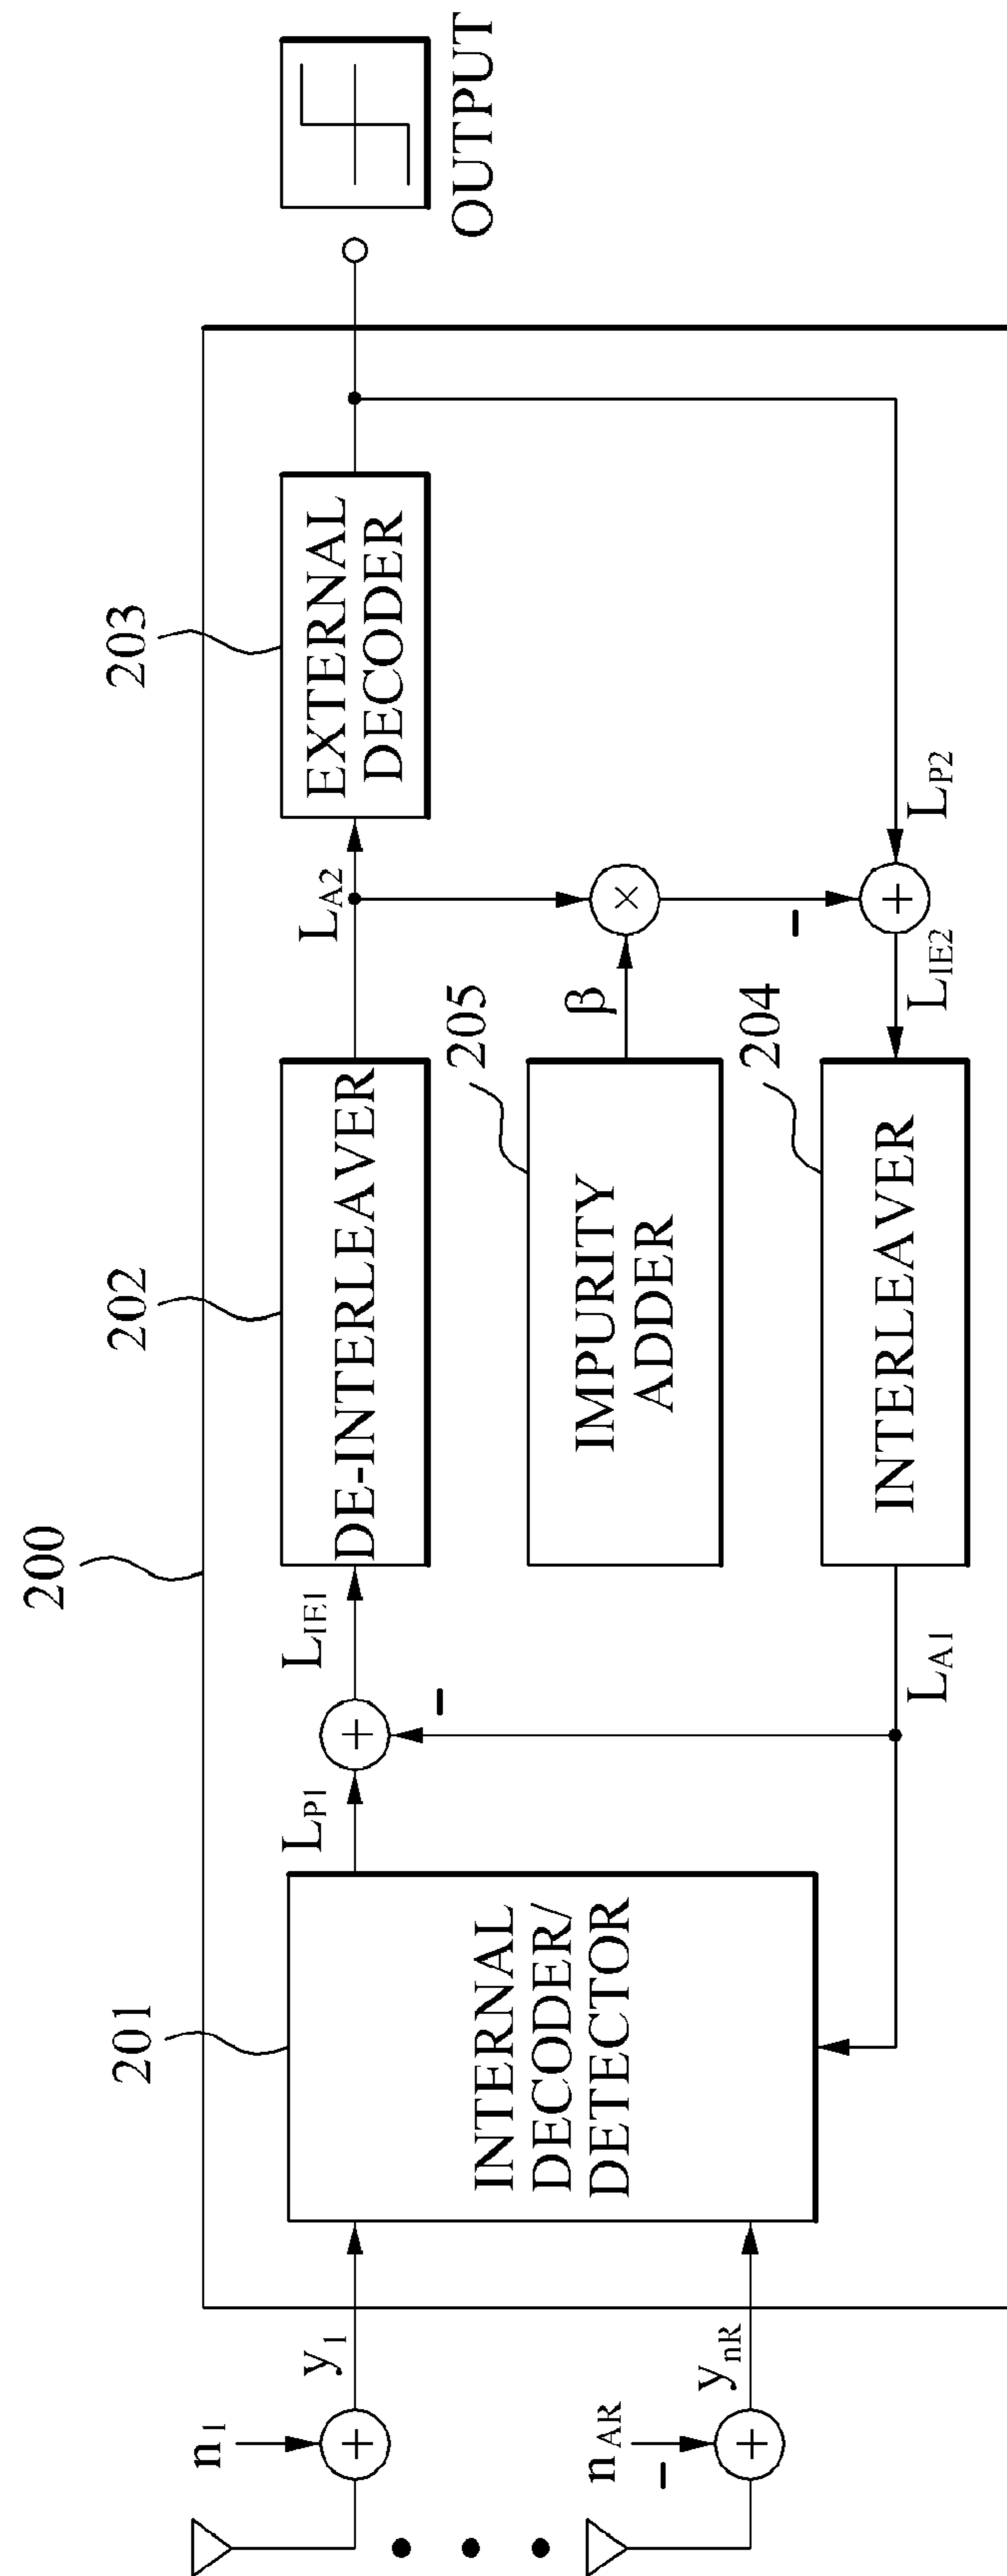 200
201
202
203
n1
y1
nAR
−
ynR
INTERNAL
DECODER/
DETECTOR
LP1
+
−
LIE1
DE-INTERLEAVER
LA2
EXTERNAL
DECODER
OUTPUT
205
IMPURITY
ADDER
β
×
−
204
INTERLEAVER
LA1
LIE2
+
LP2
+
+